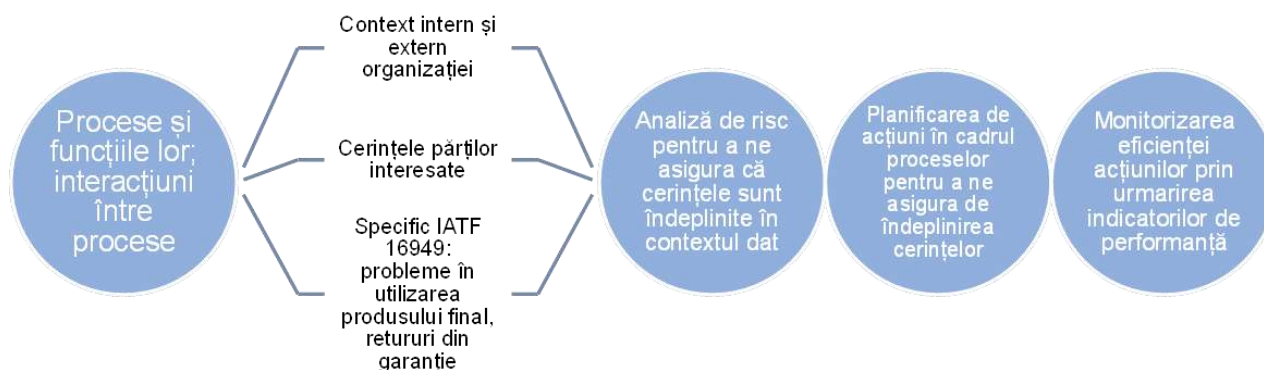 Procese și
funcțiile lor;
interacțiuni
între
procese
Context intern și
extern
organizației
Cerințele părților
interesate
Specific IATF
16949:
probleme în
utilizarea
produsului final,
retururi din
garanție
Analiză de risc
pentru a ne
asigura că
cerințele sunt
îndeplinite în
contextul dat
Planificarea de
acțiuni în cadrul
proceselor
pentru a ne
asigura de
îndeplinirea
cerințelor
Monitorizarea
eficienței
acțiunilor prin
urmarirea
indicatorilor de
performanță